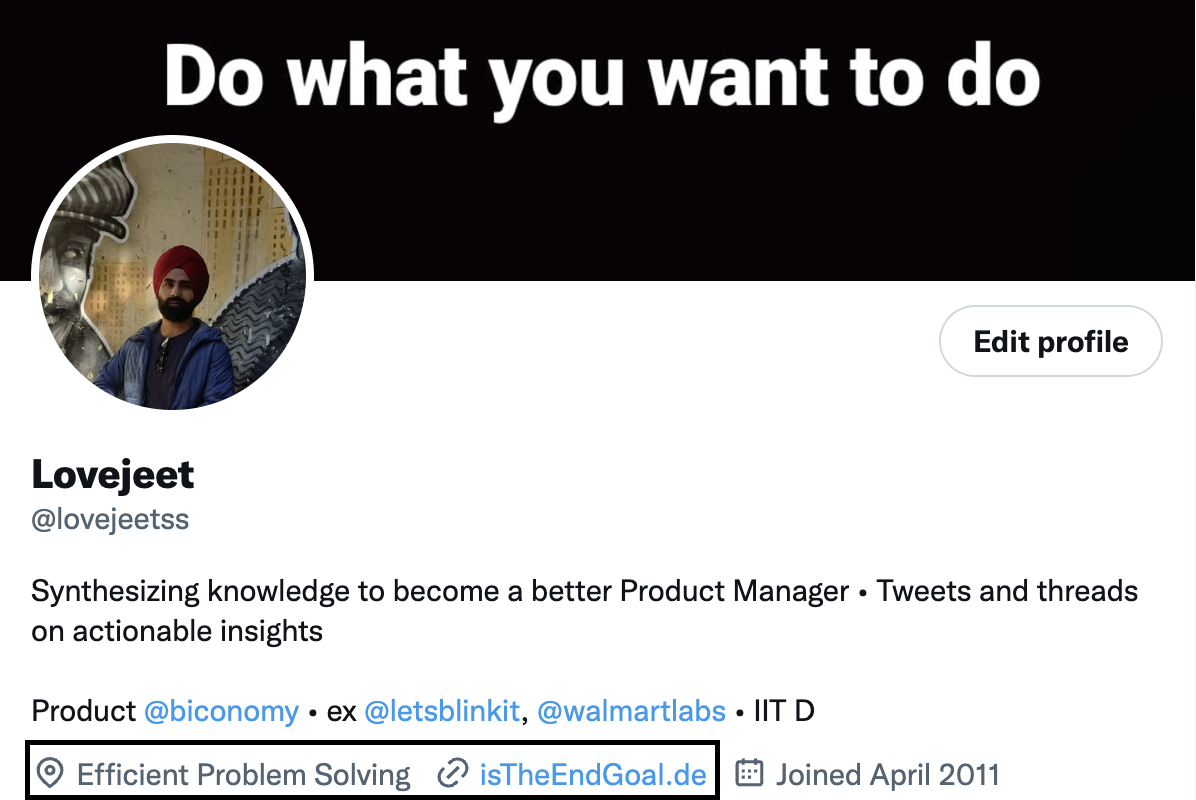 Do what you want to do
Edit profile
Lovejeet
@lovejeetss
Synthesizing knowledge to become a better Product Manager • Tweets and threads
on actionable insights
Product @biconomy • ex @letsblinkit, @walmartlabs • IIT D
Efficient Problem Solving isTheEndGoal.de Joined April 2011